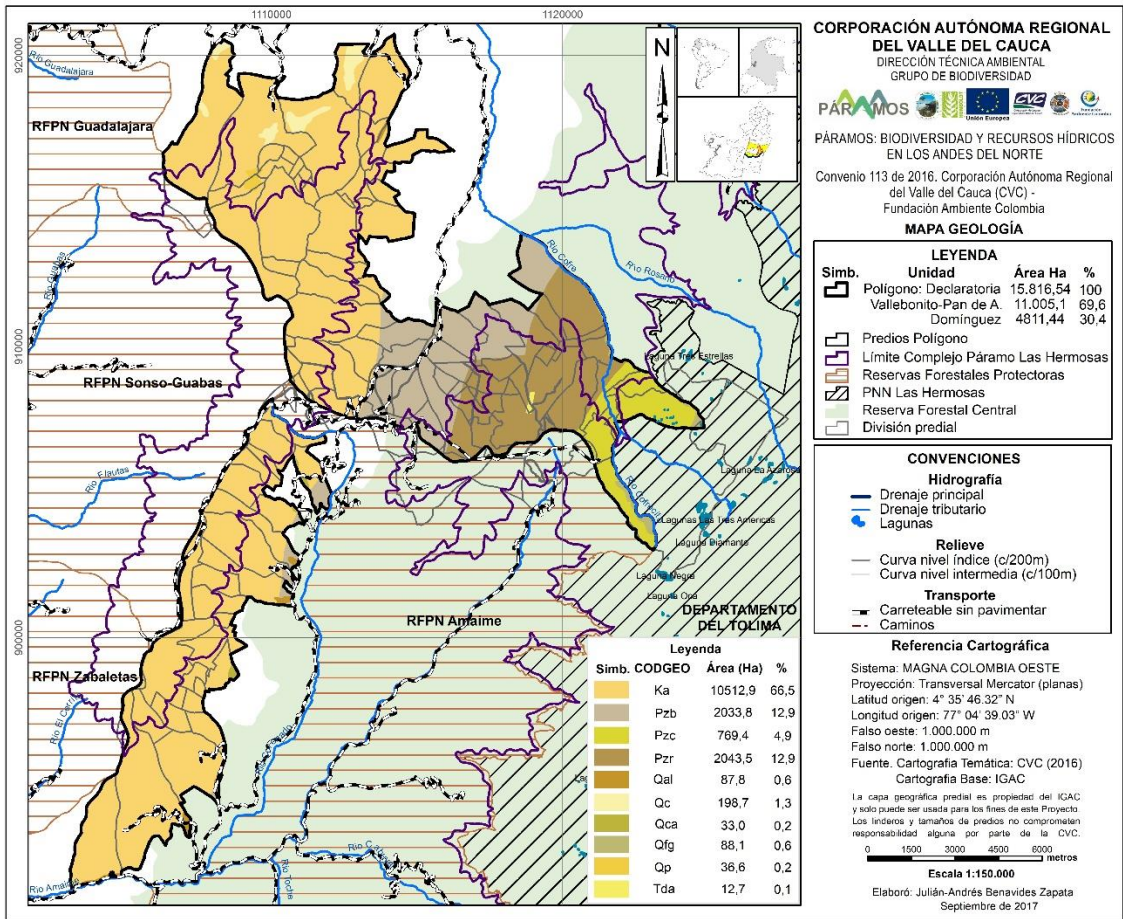 1110000
1120000
920000
910000
900000
N
Río Guadalajara
RFPN Guadalajara
Río Guabas
Río Cofre
Río Rosario
RFPN Sonso-Guabas
Laguna Tres Estrellas
Laguna La Azarosa
Lagunas Las Tres Americas
Laguna Diamante
Laguna Negra
Laguna Ona
DEPARTAMENTO
DEL TOLIMA
RFPN Amaime
RFPN Zabaletas
Río Amaime
Río Toche
Leyenda
Simb. CODGEO Área (Ha) %
Ka 10512,9 66,5
Pzb 2033,8 12,9
Pzc 769,4 4,9
Pzr 2043,5 12,9
Qal 87,8 0,6
Qc 198,7 1,3
Qca 33,0 0,2
Qfg 88,1 0,6
Qp 36,6 0,2
Tda 12,7 0,1
CORPORACIÓN AUTÓNOMA REGIONAL
DEL VALLE DEL CAUCA
DIRECCIÓN TÉCNICA AMBIENTAL
GRUPO DE BIODIVERSIDAD
PÁRAMOS
Unión Europea
CVC
PÁRAMOS: BIODIVERSIDAD Y RECURSOS HÍDRICOS
EN LOS ANDES DEL NORTE
Convenio 113 de 2016. Corporación Autónoma Regional
del Valle del Cauca (CVC) -
Fundación Ambiente Colombia
MAPA GEOLOGÍA
LEYENDA
Simb. Unidad Área Ha %
Polígono: Declaratoria 15.816,54 100
Vallebonito-Pan de A. 11.005,1 69,6
Domínguez 4811,44 30,4
Predios Polígono
Límite Complejo Páramo Las Hermosas
Reservas Forestales Protectoras
PNN Las Hermosas
Reserva Forestal Central
División predial
CONVENCIONES
Hidrografía
Drenaje principal
Drenaje tributario
Lagunas
Relieve
Curva nivel índice (c/200m)
Curva nivel intermedia (c/100m)
Transporte
Carreteable sin pavimentar
Caminos
Referencia Cartográfica
Sistema: MAGNA COLOMBIA OESTE
Proyección: Transversal Mercator (planas)
Latitud origen: 4° 35' 46.32" N
Longitud origen: 77° 04' 39.03" W
Falso oeste: 1.000.000 m
Falso norte: 1.000.000 m
Fuente. Cartografia Temática: CVC (2016)
Cartografia Base: IGAC
La capa geográfica predial es propiedad del IGAC
y solo puede ser usada para los fines de este Proyecto.
Los linderos y tamaños de predios no comprometen
responsabilidad alguna por parte de la CVC.
0 1000 2000 4000 6000
metros
Escala 1:150.000
Elaboró: Julián-Andrés Benavides Zapata
Septiembre de 2017